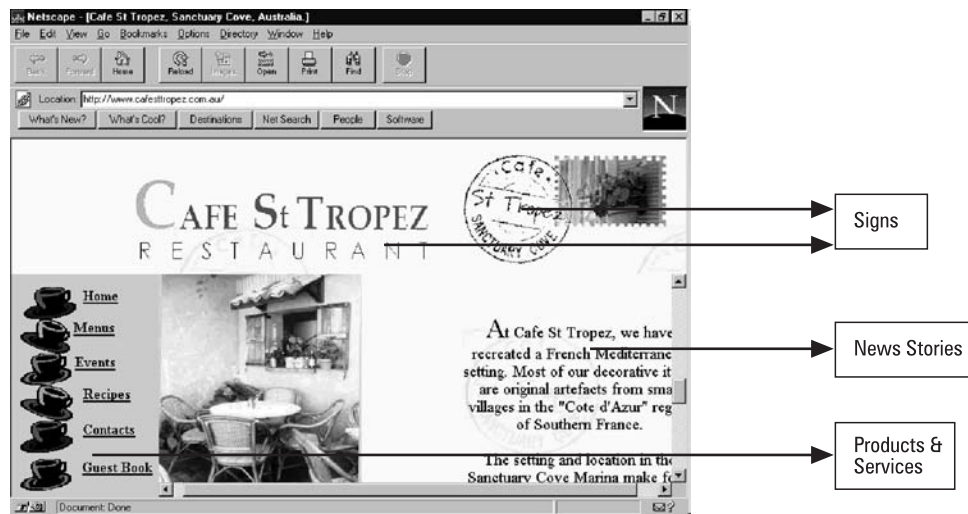 Netscape - [Cafe St Tropez, Sanctuary Cove, Australia.]
File Edit View Go Bookmarks Options Directory Window Help
Back Forward Home Reload Images Open Print Find Stop
Location: http://www.cafesttropez.com.au/
N
What's New? What's Cool? Destinations Net Search People Software
CAFE St TROPEZ
RESTAURANT
Cafe
St Tropez
SANCTUARY COVE
Signs
Home
Menus
Events
Recipes
Contacts
Guest Book
At Cafe St Tropez, we have
recreated a French Mediterrane
setting. Most of our decorative it
are original artefacts from sma
villages in the "Cote d'Azur" reg
of Southern France.
The setting and location in the
Sanctuary Cove Marina make fo
News Stories
Products &
Services
Document: Done